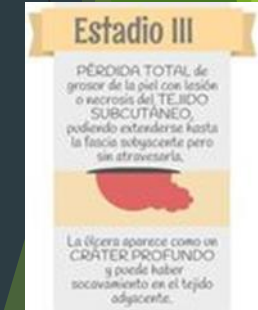 Estadio III
PÉRDIDA TOTAL de
grosor de la piel con lesión
o necrosis del TEJIDO
SUBCUTÁNEO,
pudiendo extenderse hasta
la fascia subyacente pero
sin atravesarla.
La úlcera aparece como un
CRÁTER PROFUNDO
y puede haber
socavamiento en el tejido
adyacente.